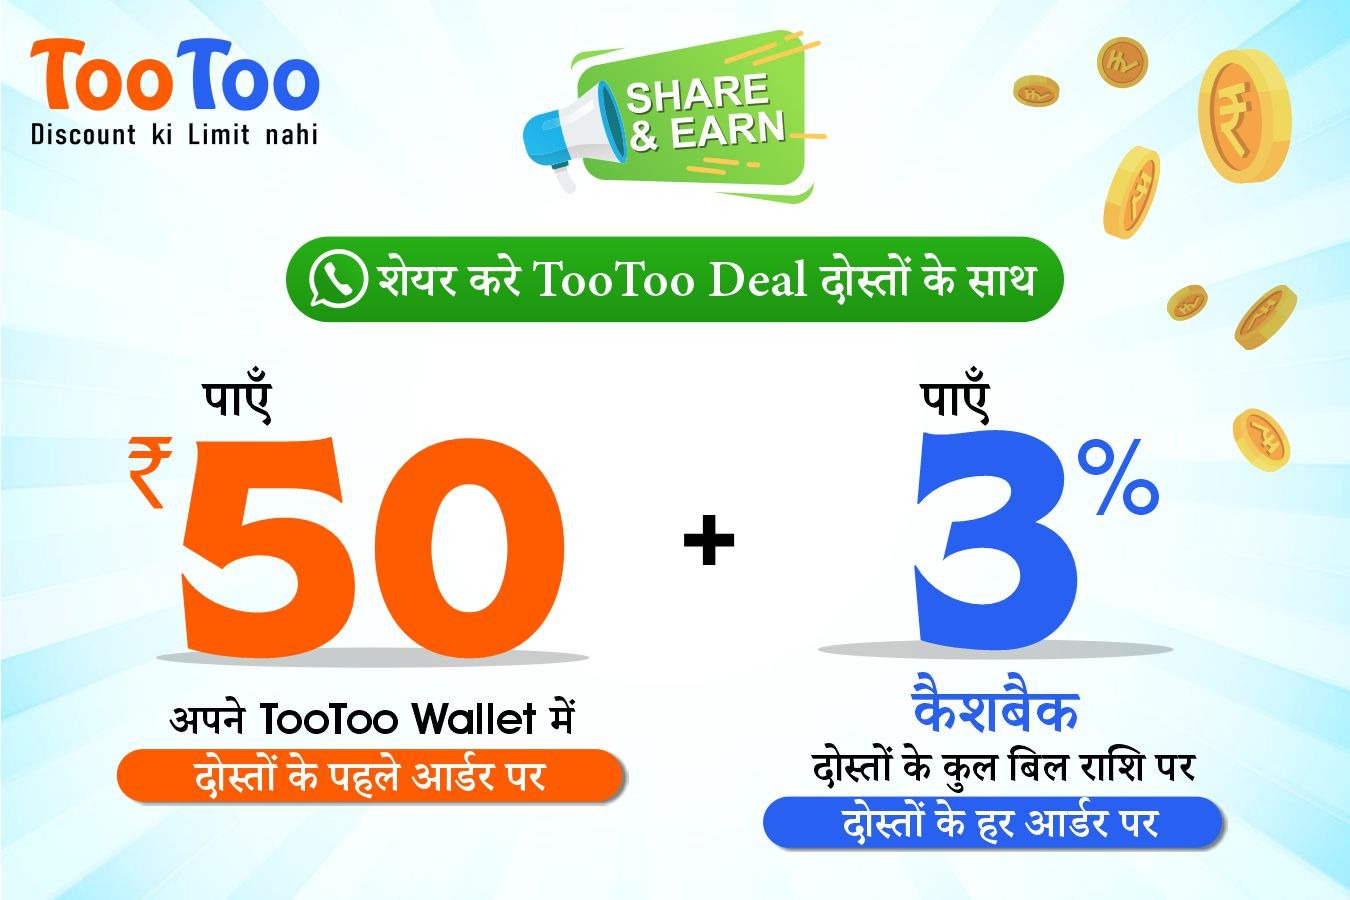 TooToo
Discount ki Limit nahi
SHARE
& EARN
शेयर करे TooToo Deal दोस्तों के साथ
पाएँ
₹50
अपने TooToo Wallet में
दोस्तों के पहले आर्डर पर
+
पाएँ
3%
कैशबैक
दोस्तों के कुल बिल राशि पर
दोस्तों के हर आर्डर पर